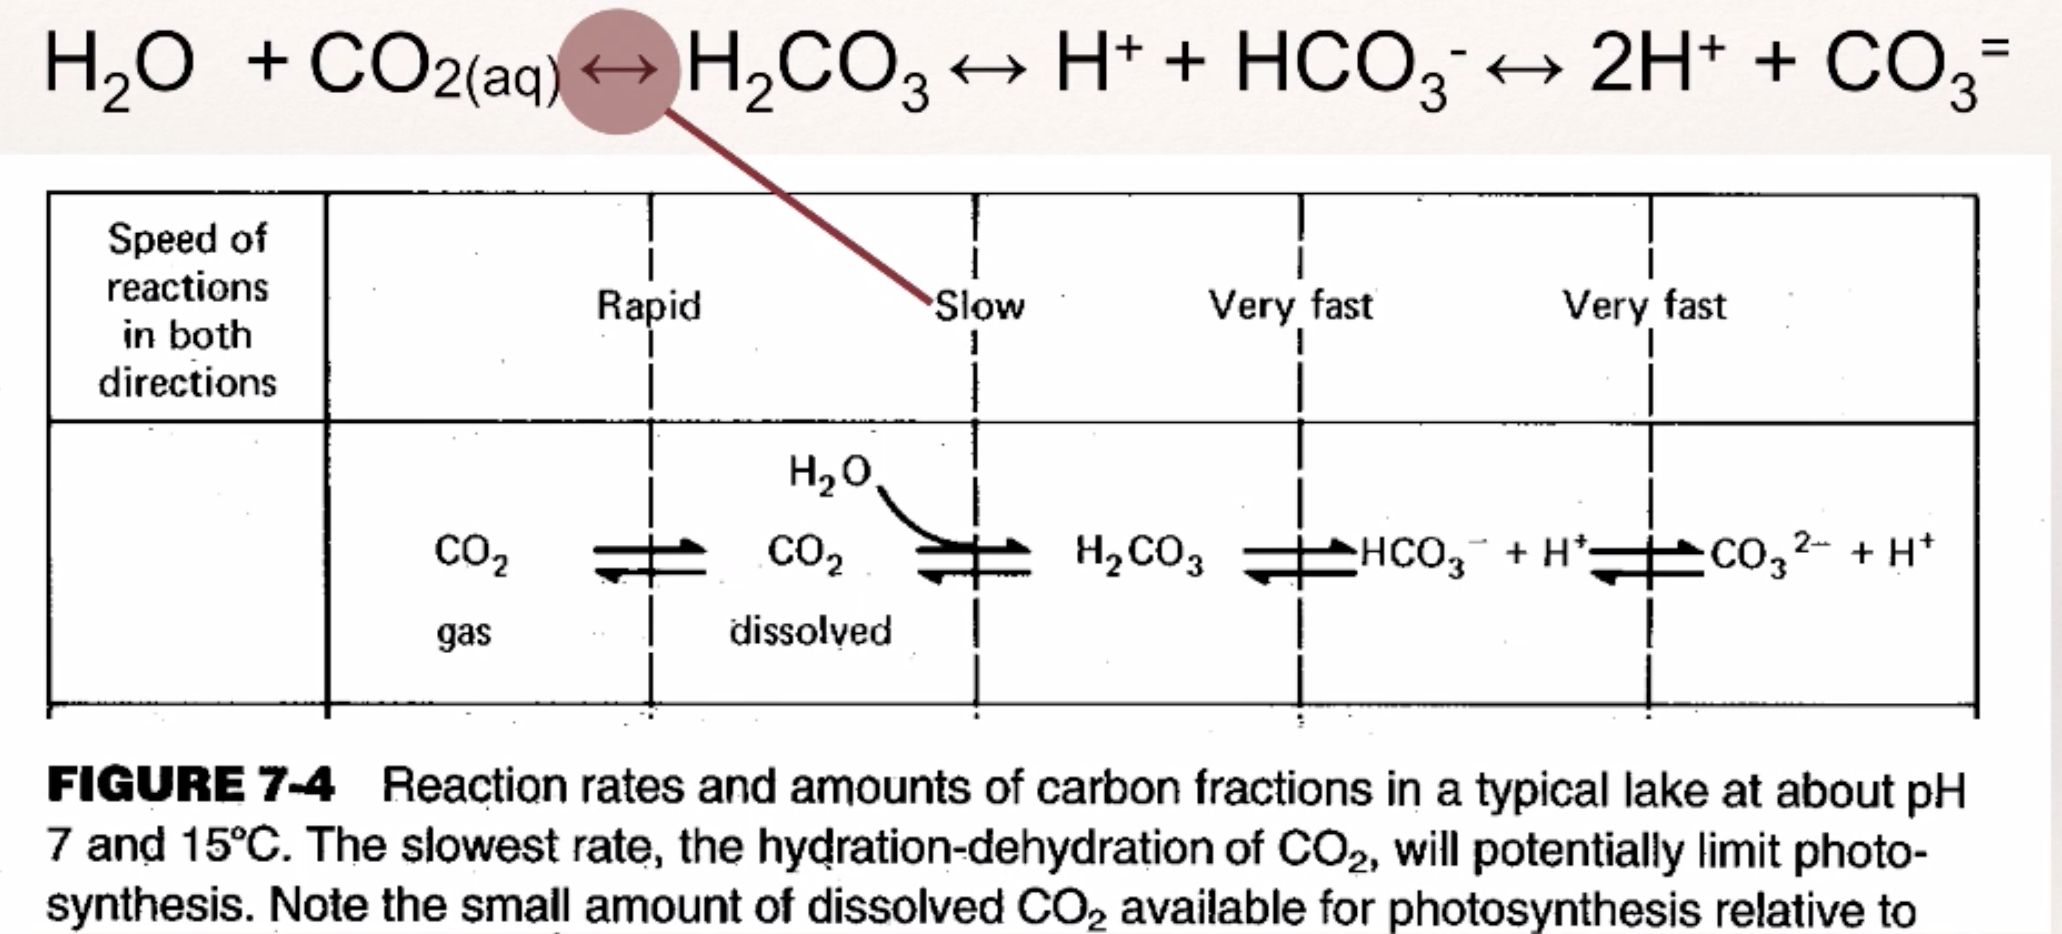 H₂O + CO₂(aq) ↔ H₂CO₃ ↔ H⁺ + HCO₃⁻ ↔ 2H⁺ + CO₃⁼
Speed of
reactions
in both
directions
Rapid Slow Very fast Very fast
H₂O
CO₂ ⇌ CO₂ ⇌ H₂CO₃ ⇌ HCO₃⁻ + H⁺ ⇌ CO₃²⁻ + H⁺
gas dissolved
FIGURE 7-4 Reaction rates and amounts of carbon fractions in a typical lake at about pH
7 and 15°C. The slowest rate, the hydration-dehydration of CO₂, will potentially limit photo-
synthesis. Note the small amount of dissolved CO₂ available for photosynthesis relative to